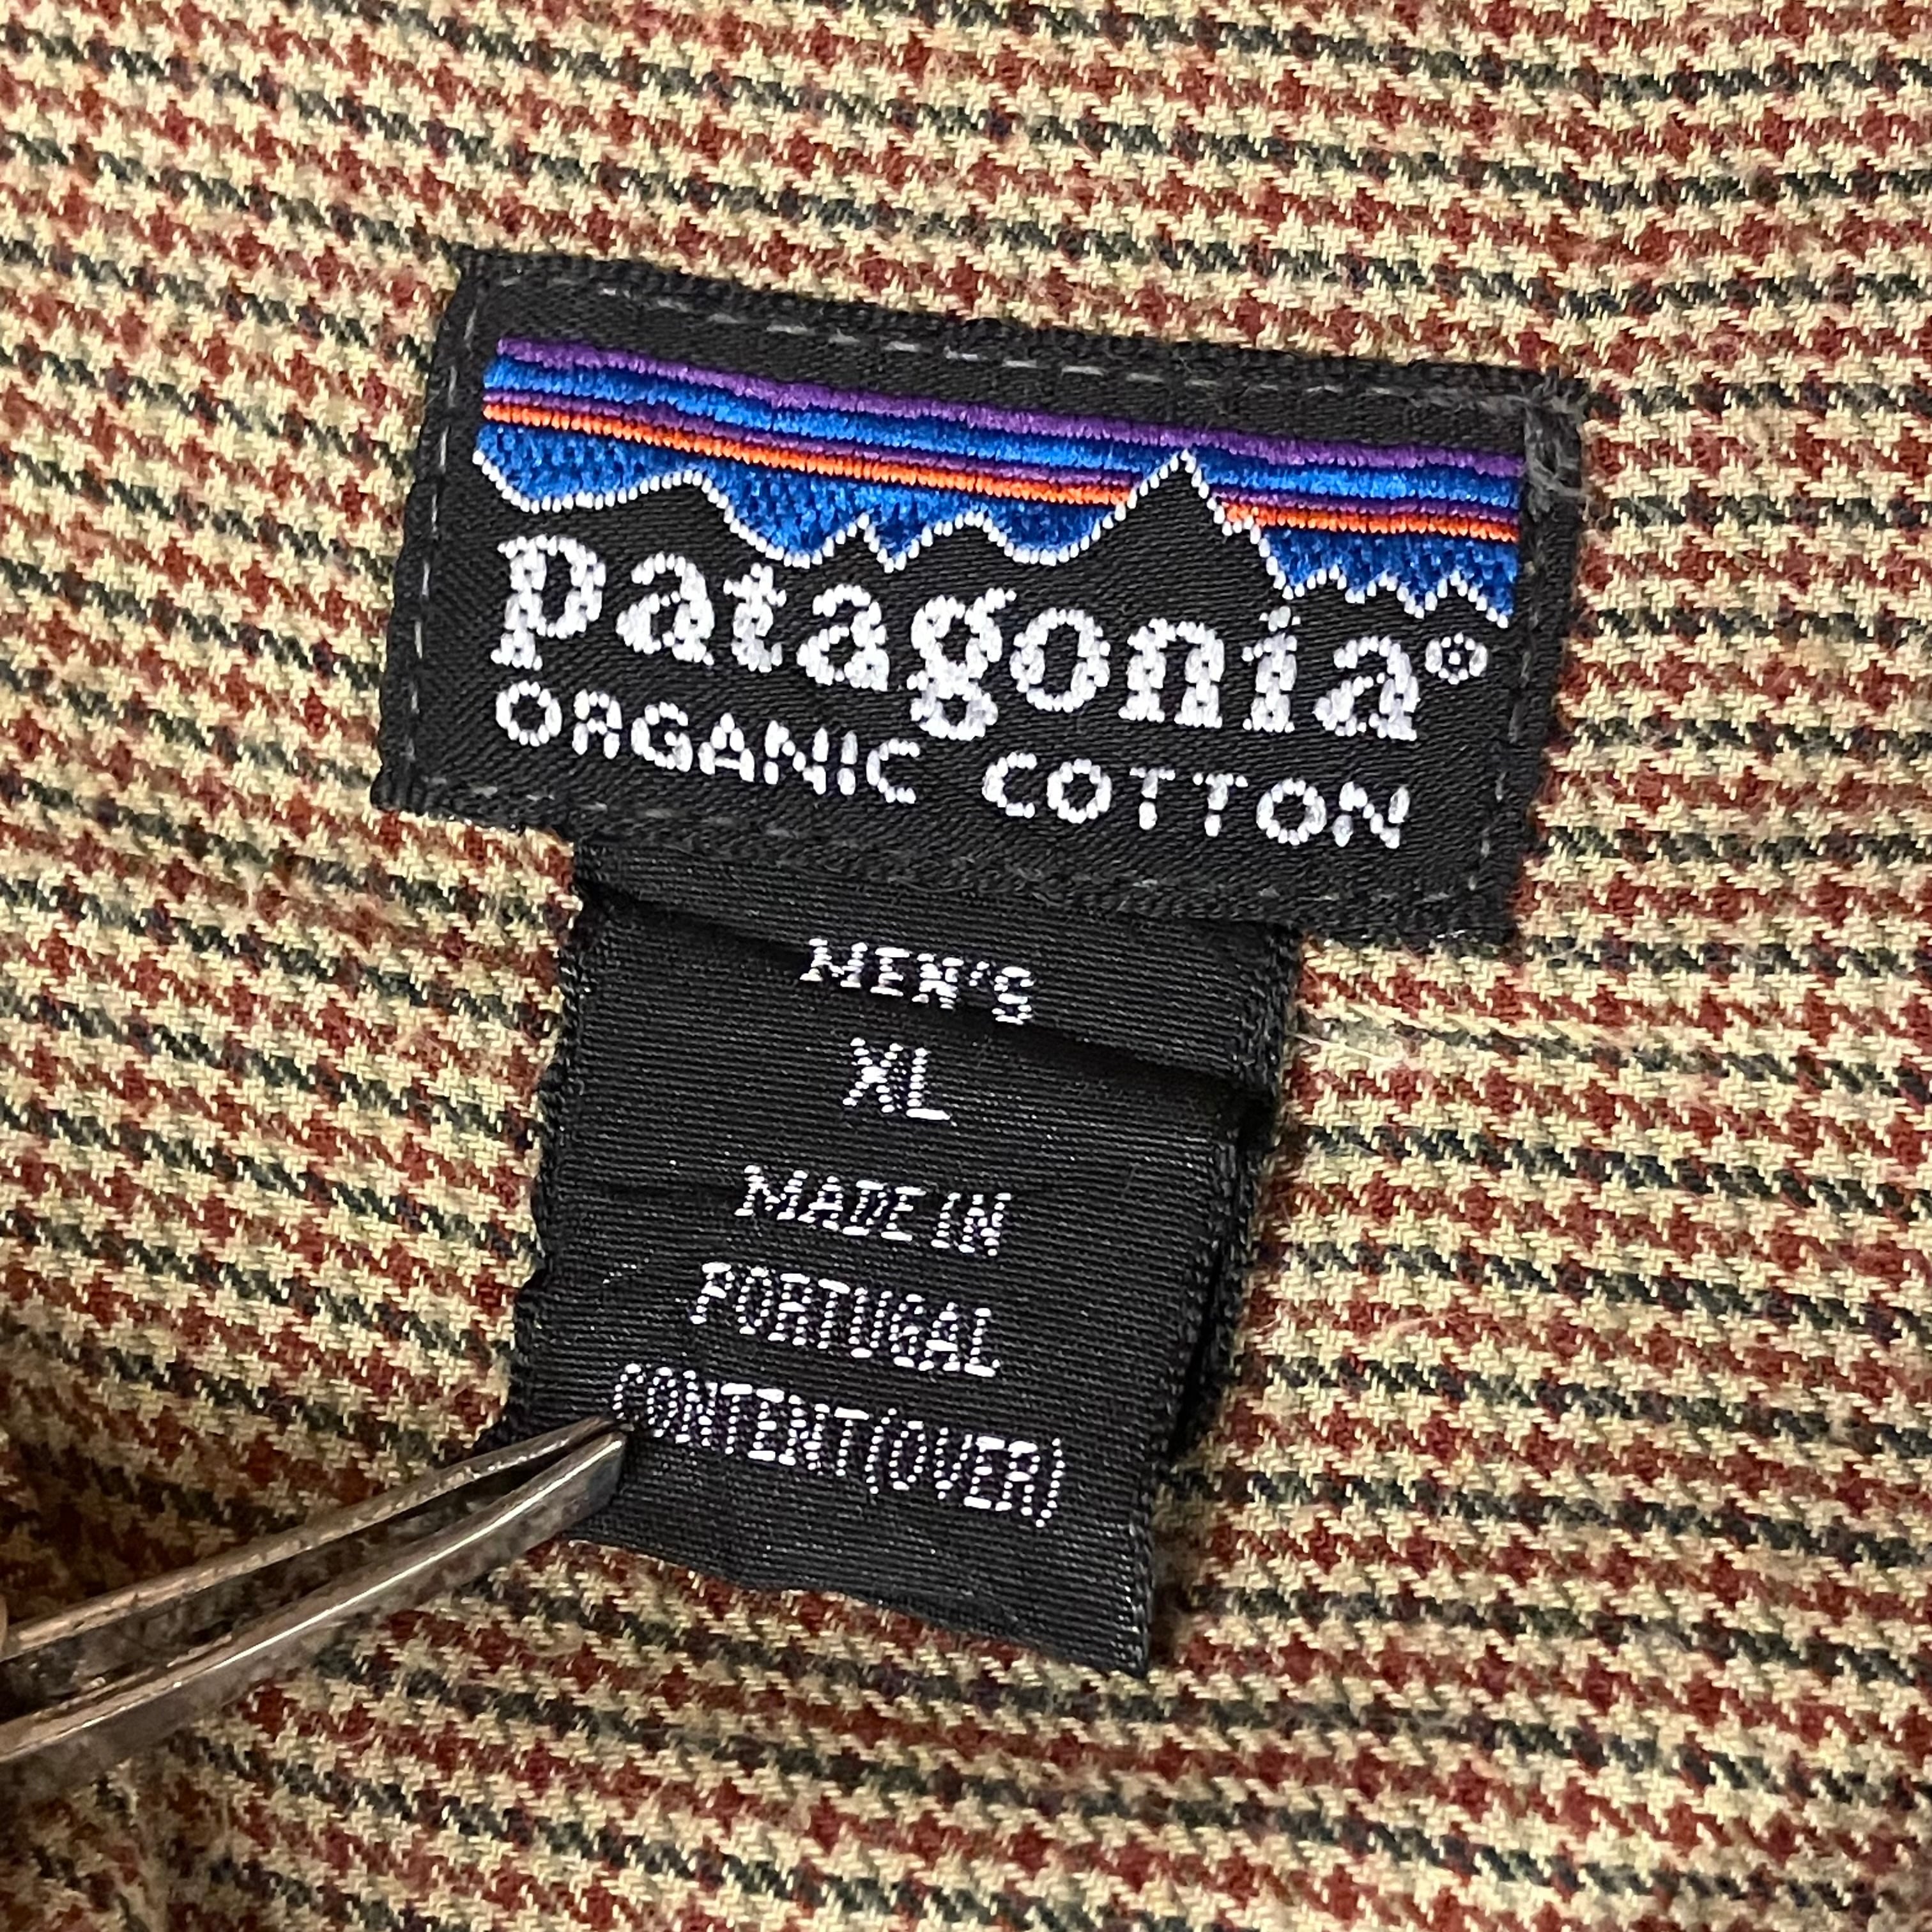 patagonia®
ORGANIC COTTON
MEN'S
XL
MADE IN
PORTUGAL
CONTENT(OVER)